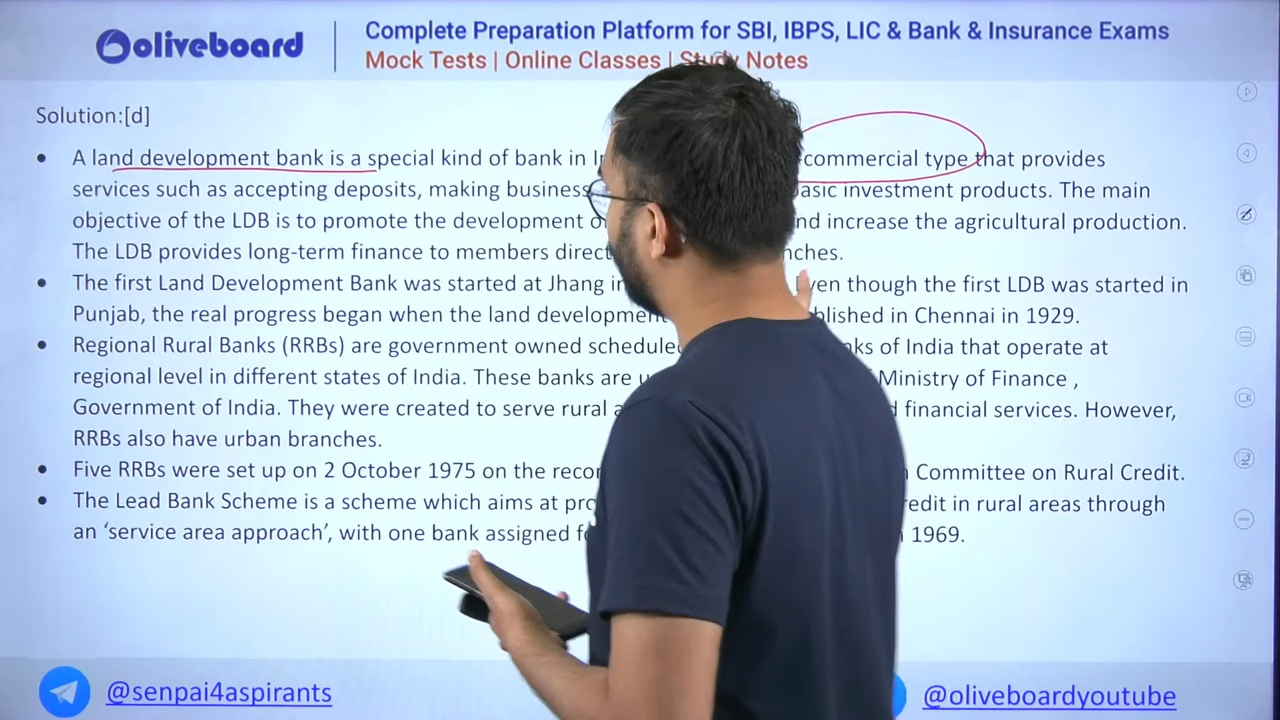 oliveboard
Complete Preparation Platform for SBI, IBPS, LIC & Bank & Insurance Exams
Mock Tests | Online Classes | Study Notes
Solution:[d]
• A land development bank is a special kind of bank in commercial type that provides
services such as accepting deposits, making business basic investment products. The main
objective of the LDB is to promote the development and increase the agricultural production.
The LDB provides long-term finance to members
• The first Land Development Bank was started at Jhang in even though the first LDB was started in
Punjab, the real progress began when the land development in Chennai in 1929.
• Regional Rural Banks (RRBs) are government owned of India that operate at
regional level in different states of India. These banks are Ministry of Finance ,
Government of India. They were created to serve rural financial services. However,
RRBs also have urban branches.
• Five RRBs were set up on 2 October 1975 on the Committee on Rural Credit.
• The Lead Bank Scheme is a scheme which aims at in rural areas through
an ‘service area approach’, with one bank assigned 1969.
@senpai4aspirants
@oliveboardyoutube